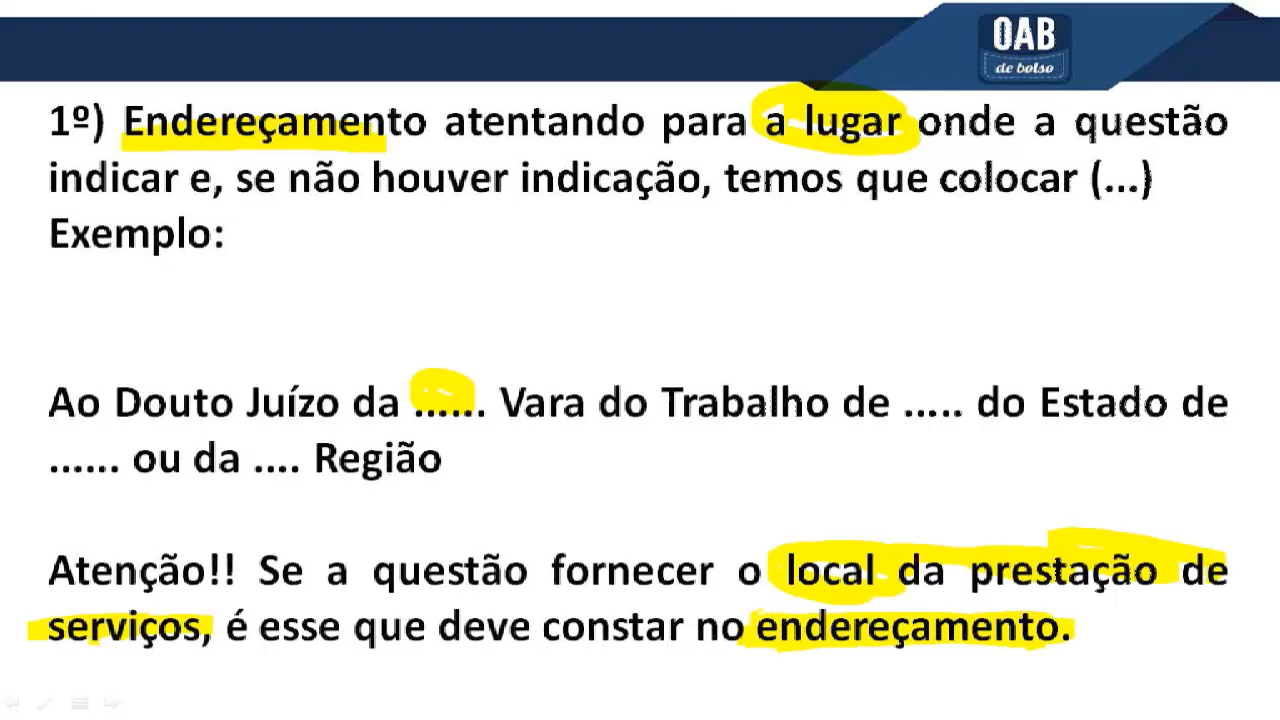 OAB
de bolso
1º) Endereçamento atentando para a lugar onde a questão
indicar e, se não houver indicação, temos que colocar (...)
Exemplo:
Ao Douto Juízo da ...... Vara do Trabalho de ..... do Estado de
...... ou da .... Região
Atenção!! Se a questão fornecer o local da prestação de
serviços, é esse que deve constar no endereçamento.